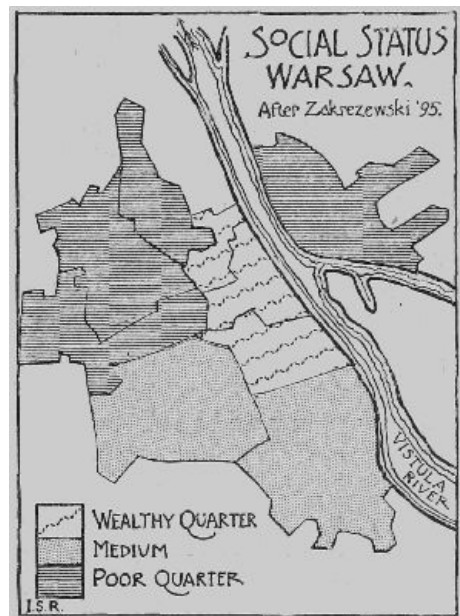 SOCIAL STATUS
WARSAW.
After Zakrezewski '95.
VISTULA
RIVER
WEALTHY QUARTER
MEDIUM
POOR QUARTER
J.S.R.